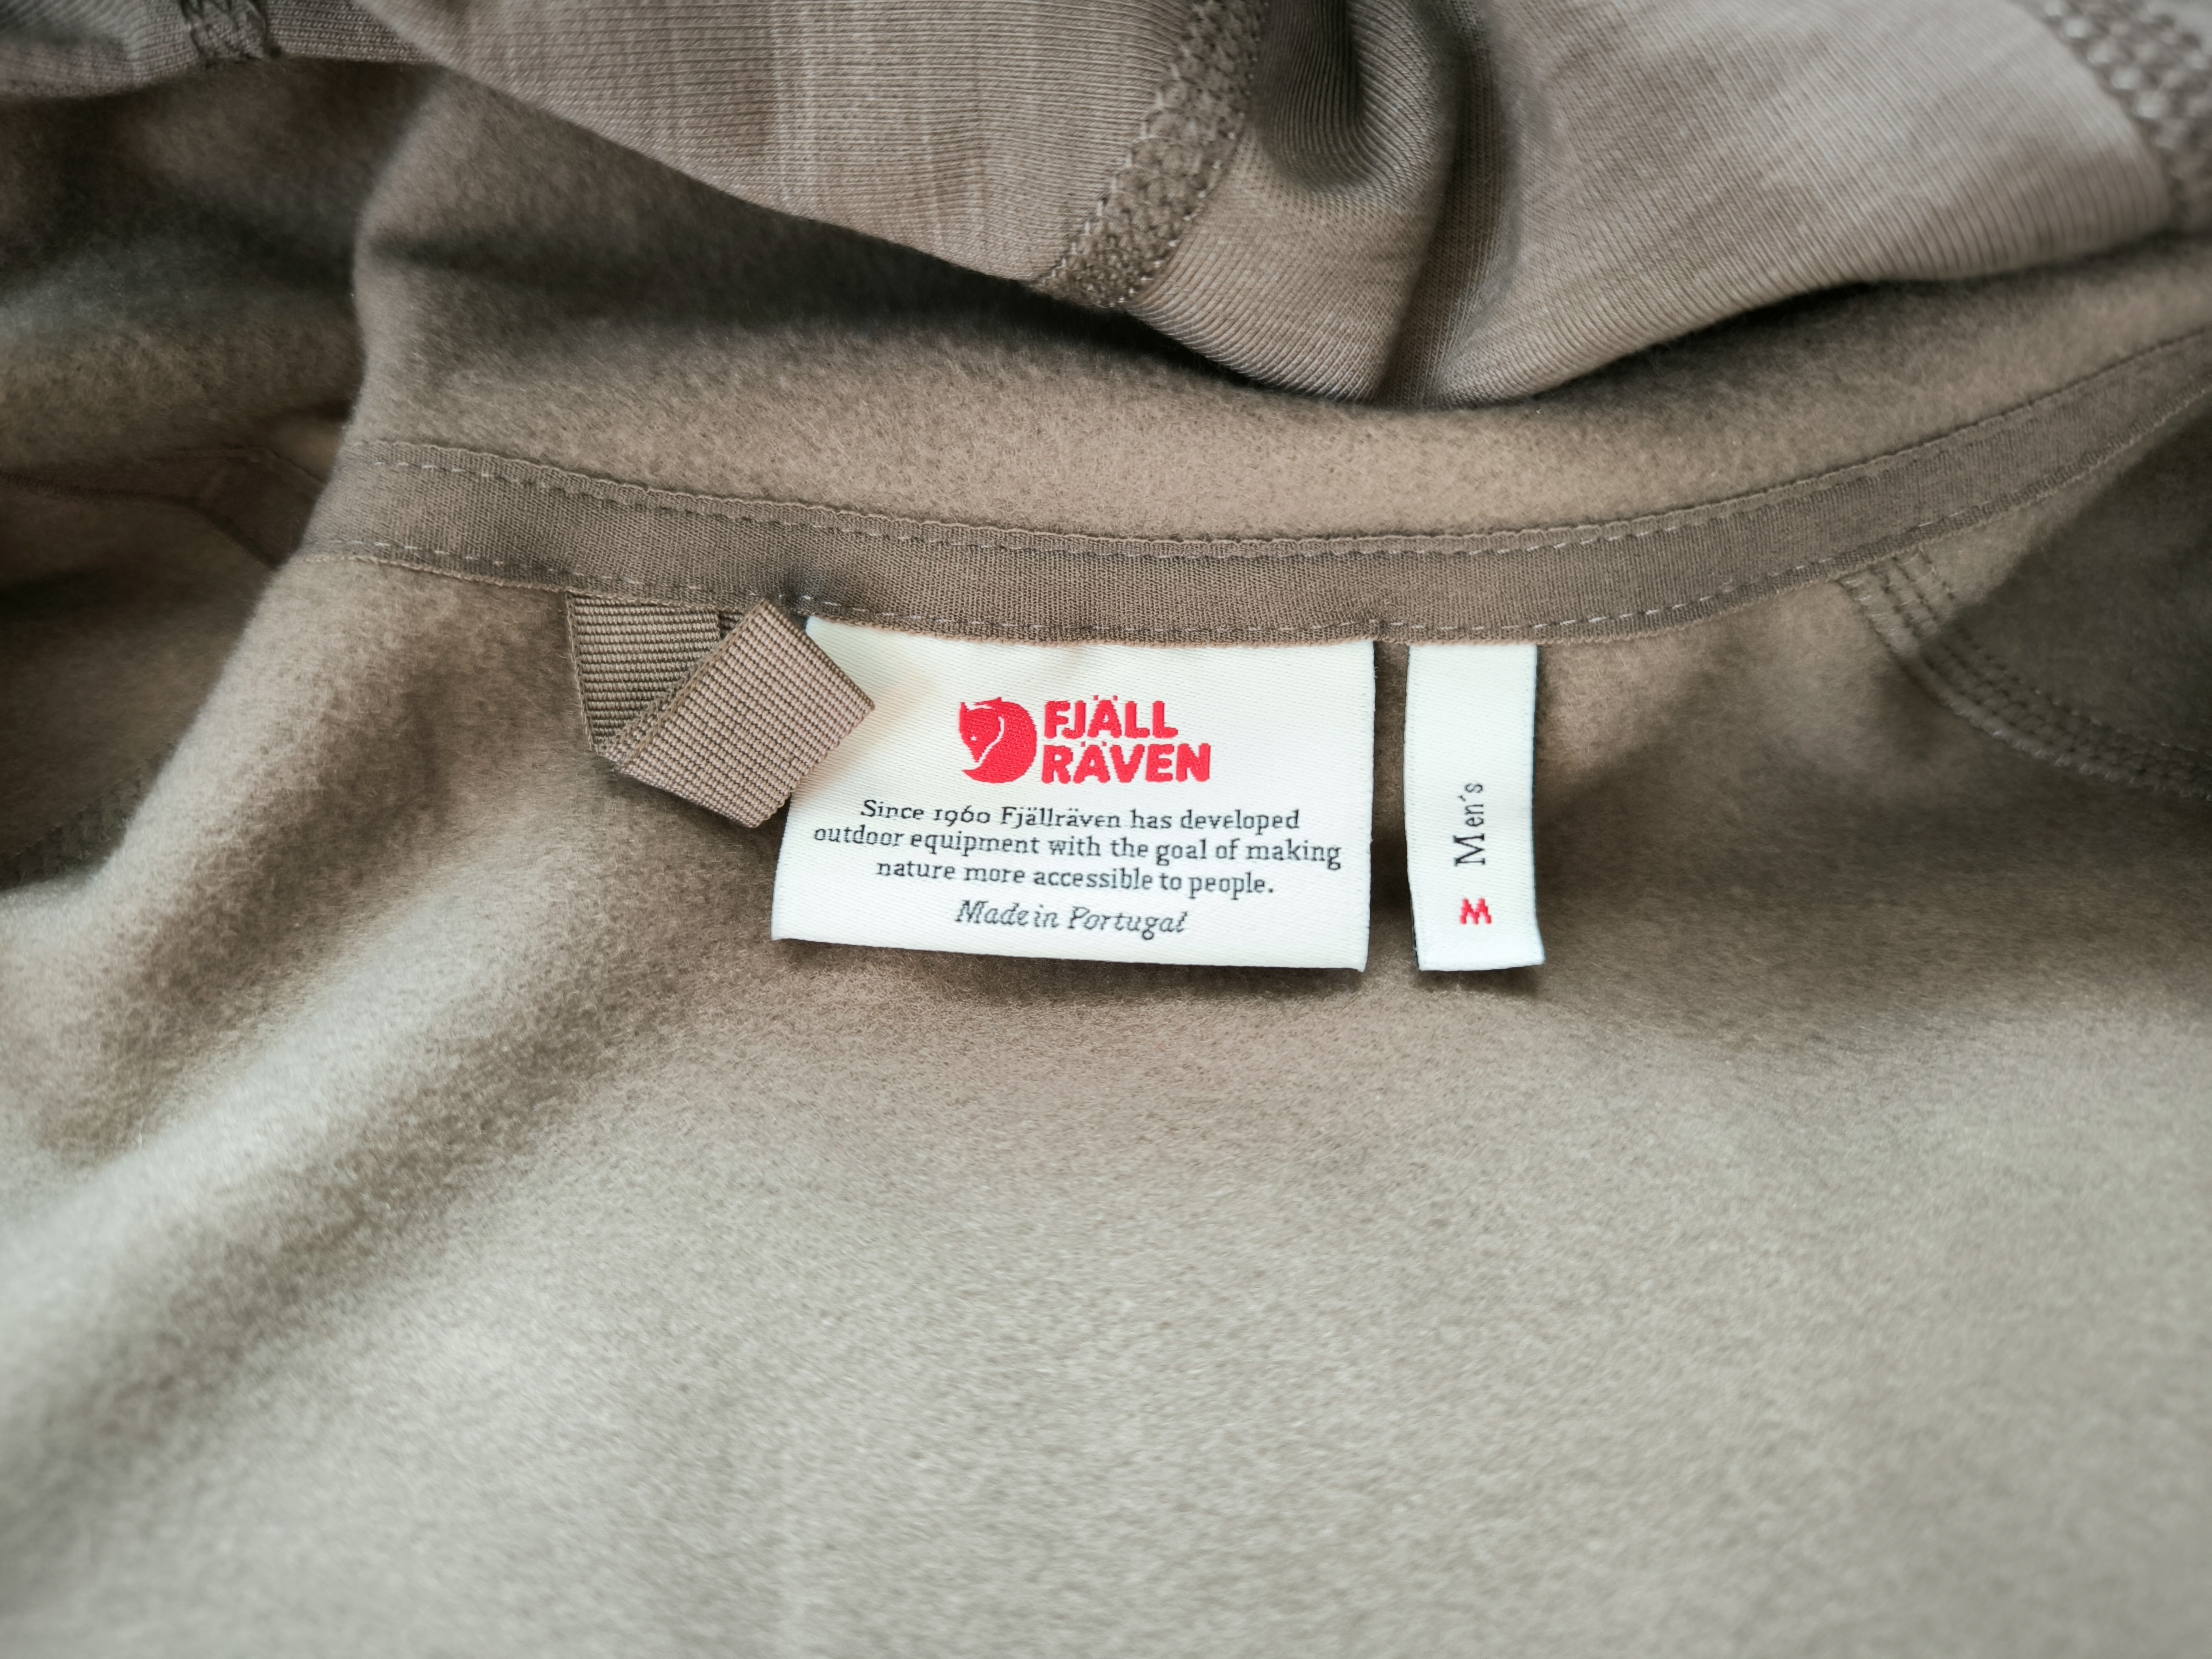 FJÄLL
RÄVEN
Since 1960 Fjällräven has developed
outdoor equipment with the goal of making
nature more accessible to people.
Made in Portugal
Men's
M